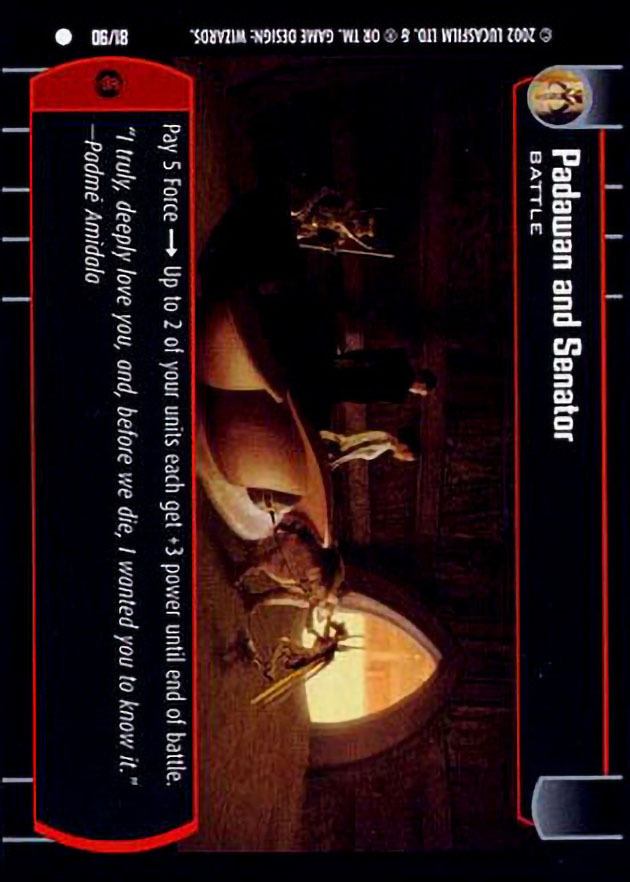 Padawan and Senator
BATTLE
Pay 5 Force → Up to 2 of your units each get +3 power until end of battle.
"I truly, deeply love you, and, before we die, I wanted you to know it."
—Padmé Amidala
© 2002 LUCASFILM LTD. & ® OR TM. GAME DESIGN: WIZARDS.
81/90